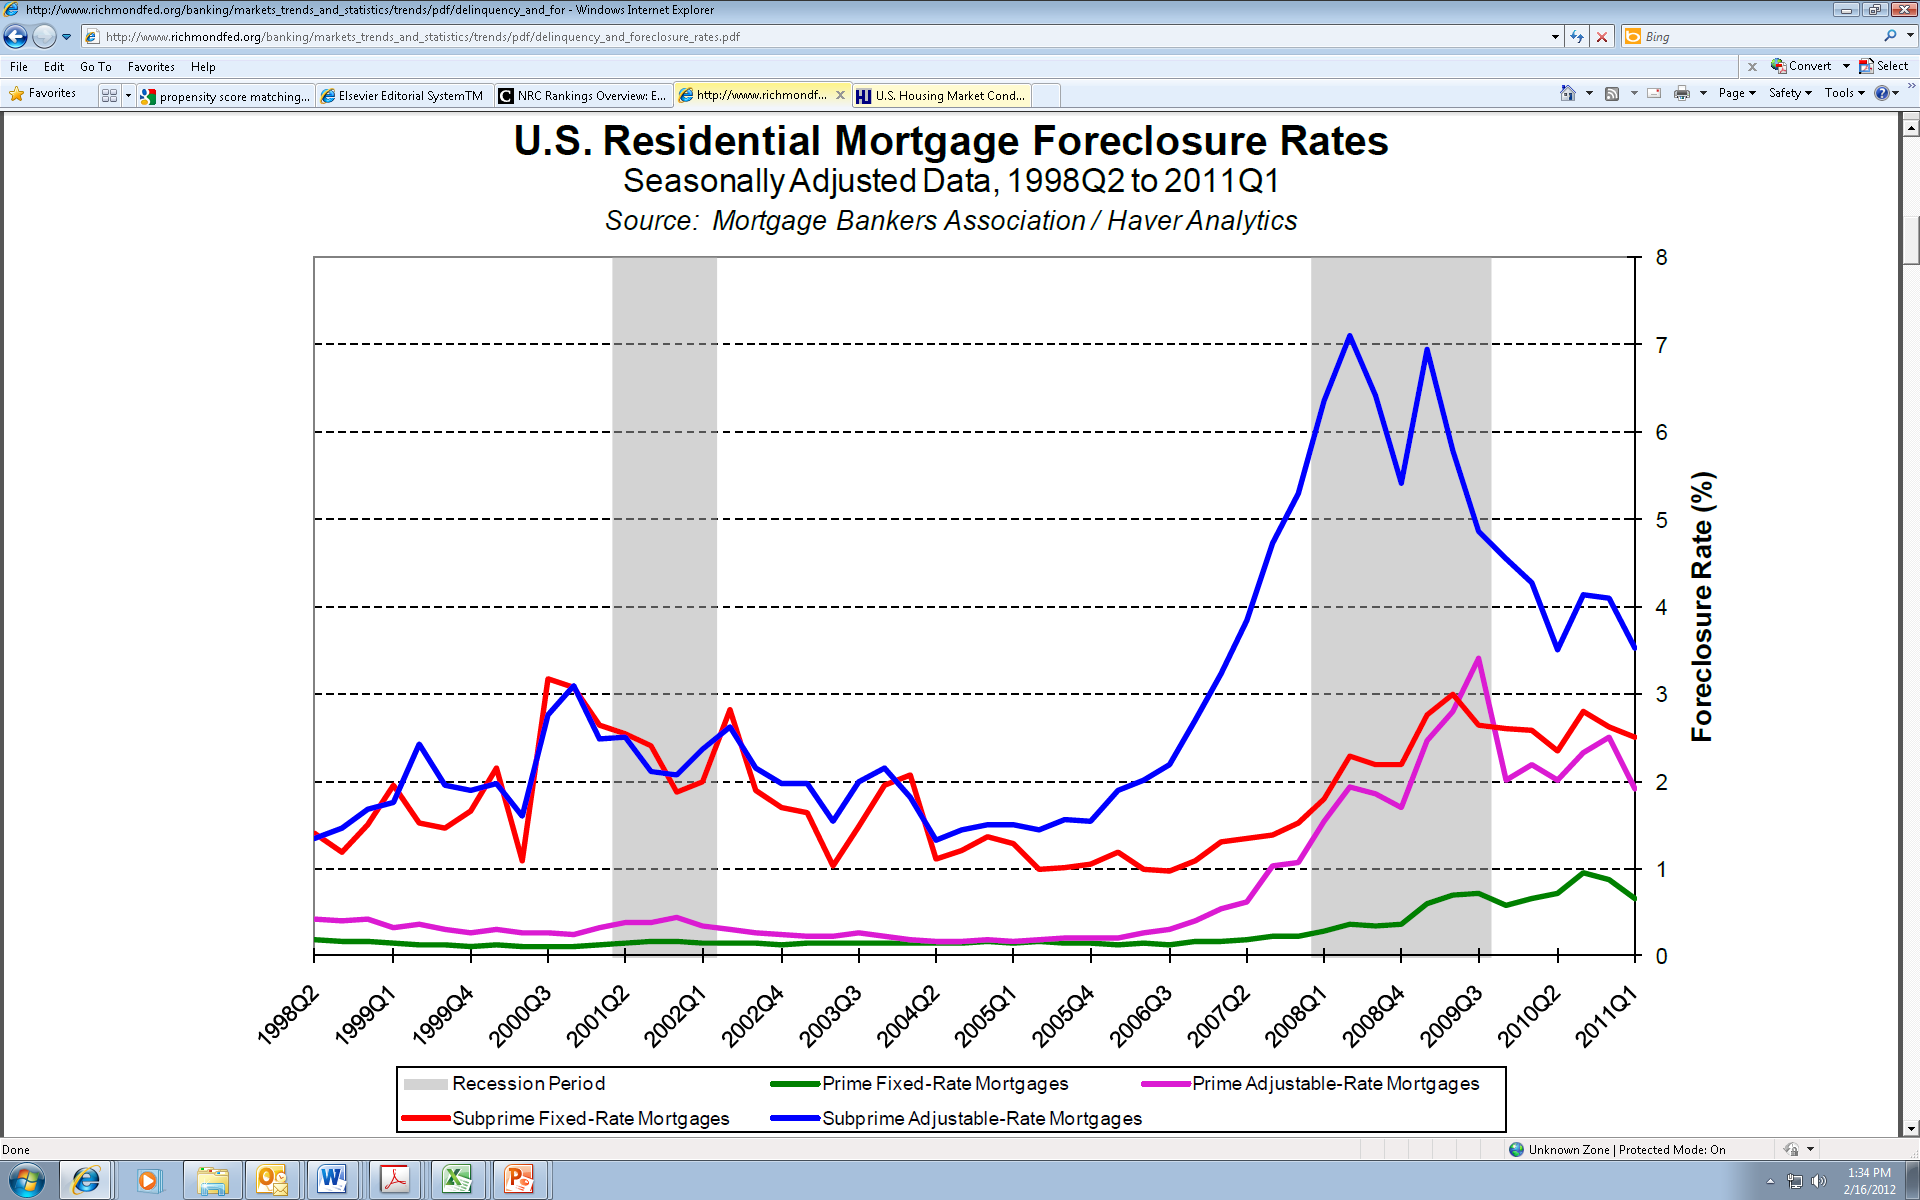 http://www.richmondfed.org/banking/markets_trends_and_statistics/trends/pdf/delinquency_and_for - Windows Internet Explorer
http://www.richmondfed.org/banking/markets_trends_and_statistics/trends/pdf/delinquency_and_foreclosure_rates.pdf
Bing
File Edit Go To Favorites Help
Convert Select
Favorites
propensity score matching...
Elsevier Editorial SystemTM
NRC Rankings Overview: E...
http://www.richmondf...
U.S. Housing Market Cond...
Page Safety Tools
U.S. Residential Mortgage Foreclosure Rates
Seasonally Adjusted Data, 1998Q2 to 2011Q1
Source: Mortgage Bankers Association / Haver Analytics
8
7
6
5
4
3
2
1
0
Foreclosure Rate (%)
1998Q2 1999Q1 1999Q4 2000Q3 2001Q2 2002Q1 2002Q4 2003Q3 2004Q2 2005Q1 2005Q4 2006Q3 2007Q2 2008Q1 2008Q4 2009Q3 2010Q2 2011Q1
Recession Period Prime Fixed-Rate Mortgages Prime Adjustable-Rate Mortgages
Subprime Fixed-Rate Mortgages Subprime Adjustable-Rate Mortgages
Done
Unknown Zone | Protected Mode: On
1:34 PM
2/16/2012